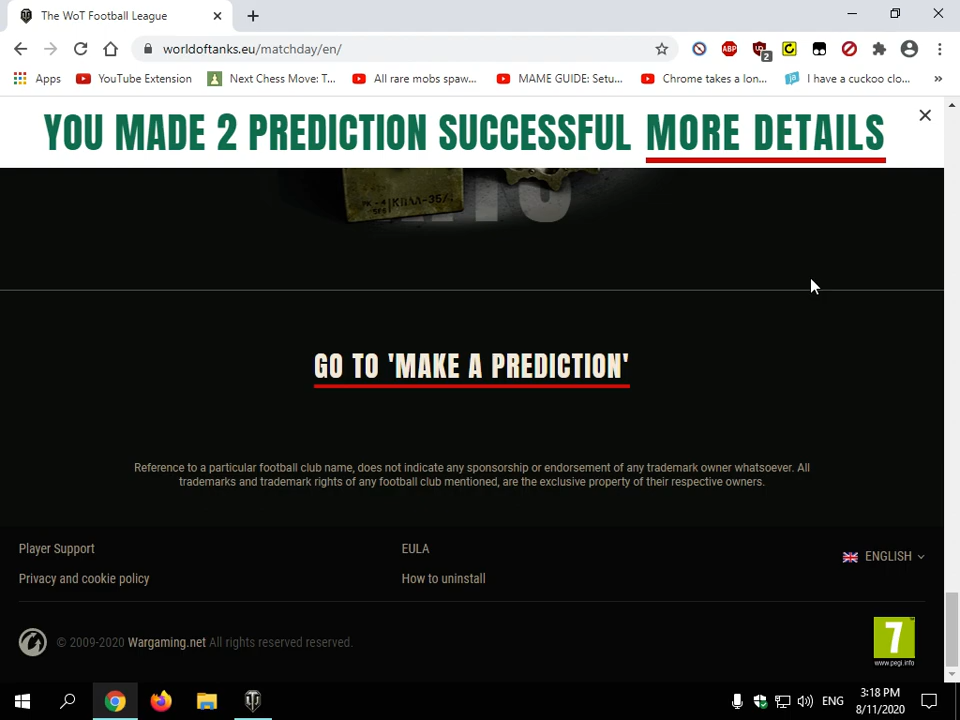 The WoT Football League
worldoftanks.eu/matchday/en/
2
Apps
YouTube Extension
Next Chess Move: T...
All rare mobs spaw...
MAME GUIDE: Setu...
Chrome takes a lon...
I have a cuckoo clo...
YOU MADE 2 PREDICTION SUCCESSFUL MORE DETAILS
GO TO 'MAKE A PREDICTION'
Reference to a particular football club name, does not indicate any sponsorship or endorsement of any trademark owner whatsoever. All
trademarks and trademark rights of any football club mentioned, are the exclusive property of their respective owners.
Player Support
EULA
ENGLISH
Privacy and cookie policy
How to uninstall
© 2009-2020 Wargaming.net All rights reserved reserved.
7
www.pegi.info
ENG
3:18 PM
8/11/2020